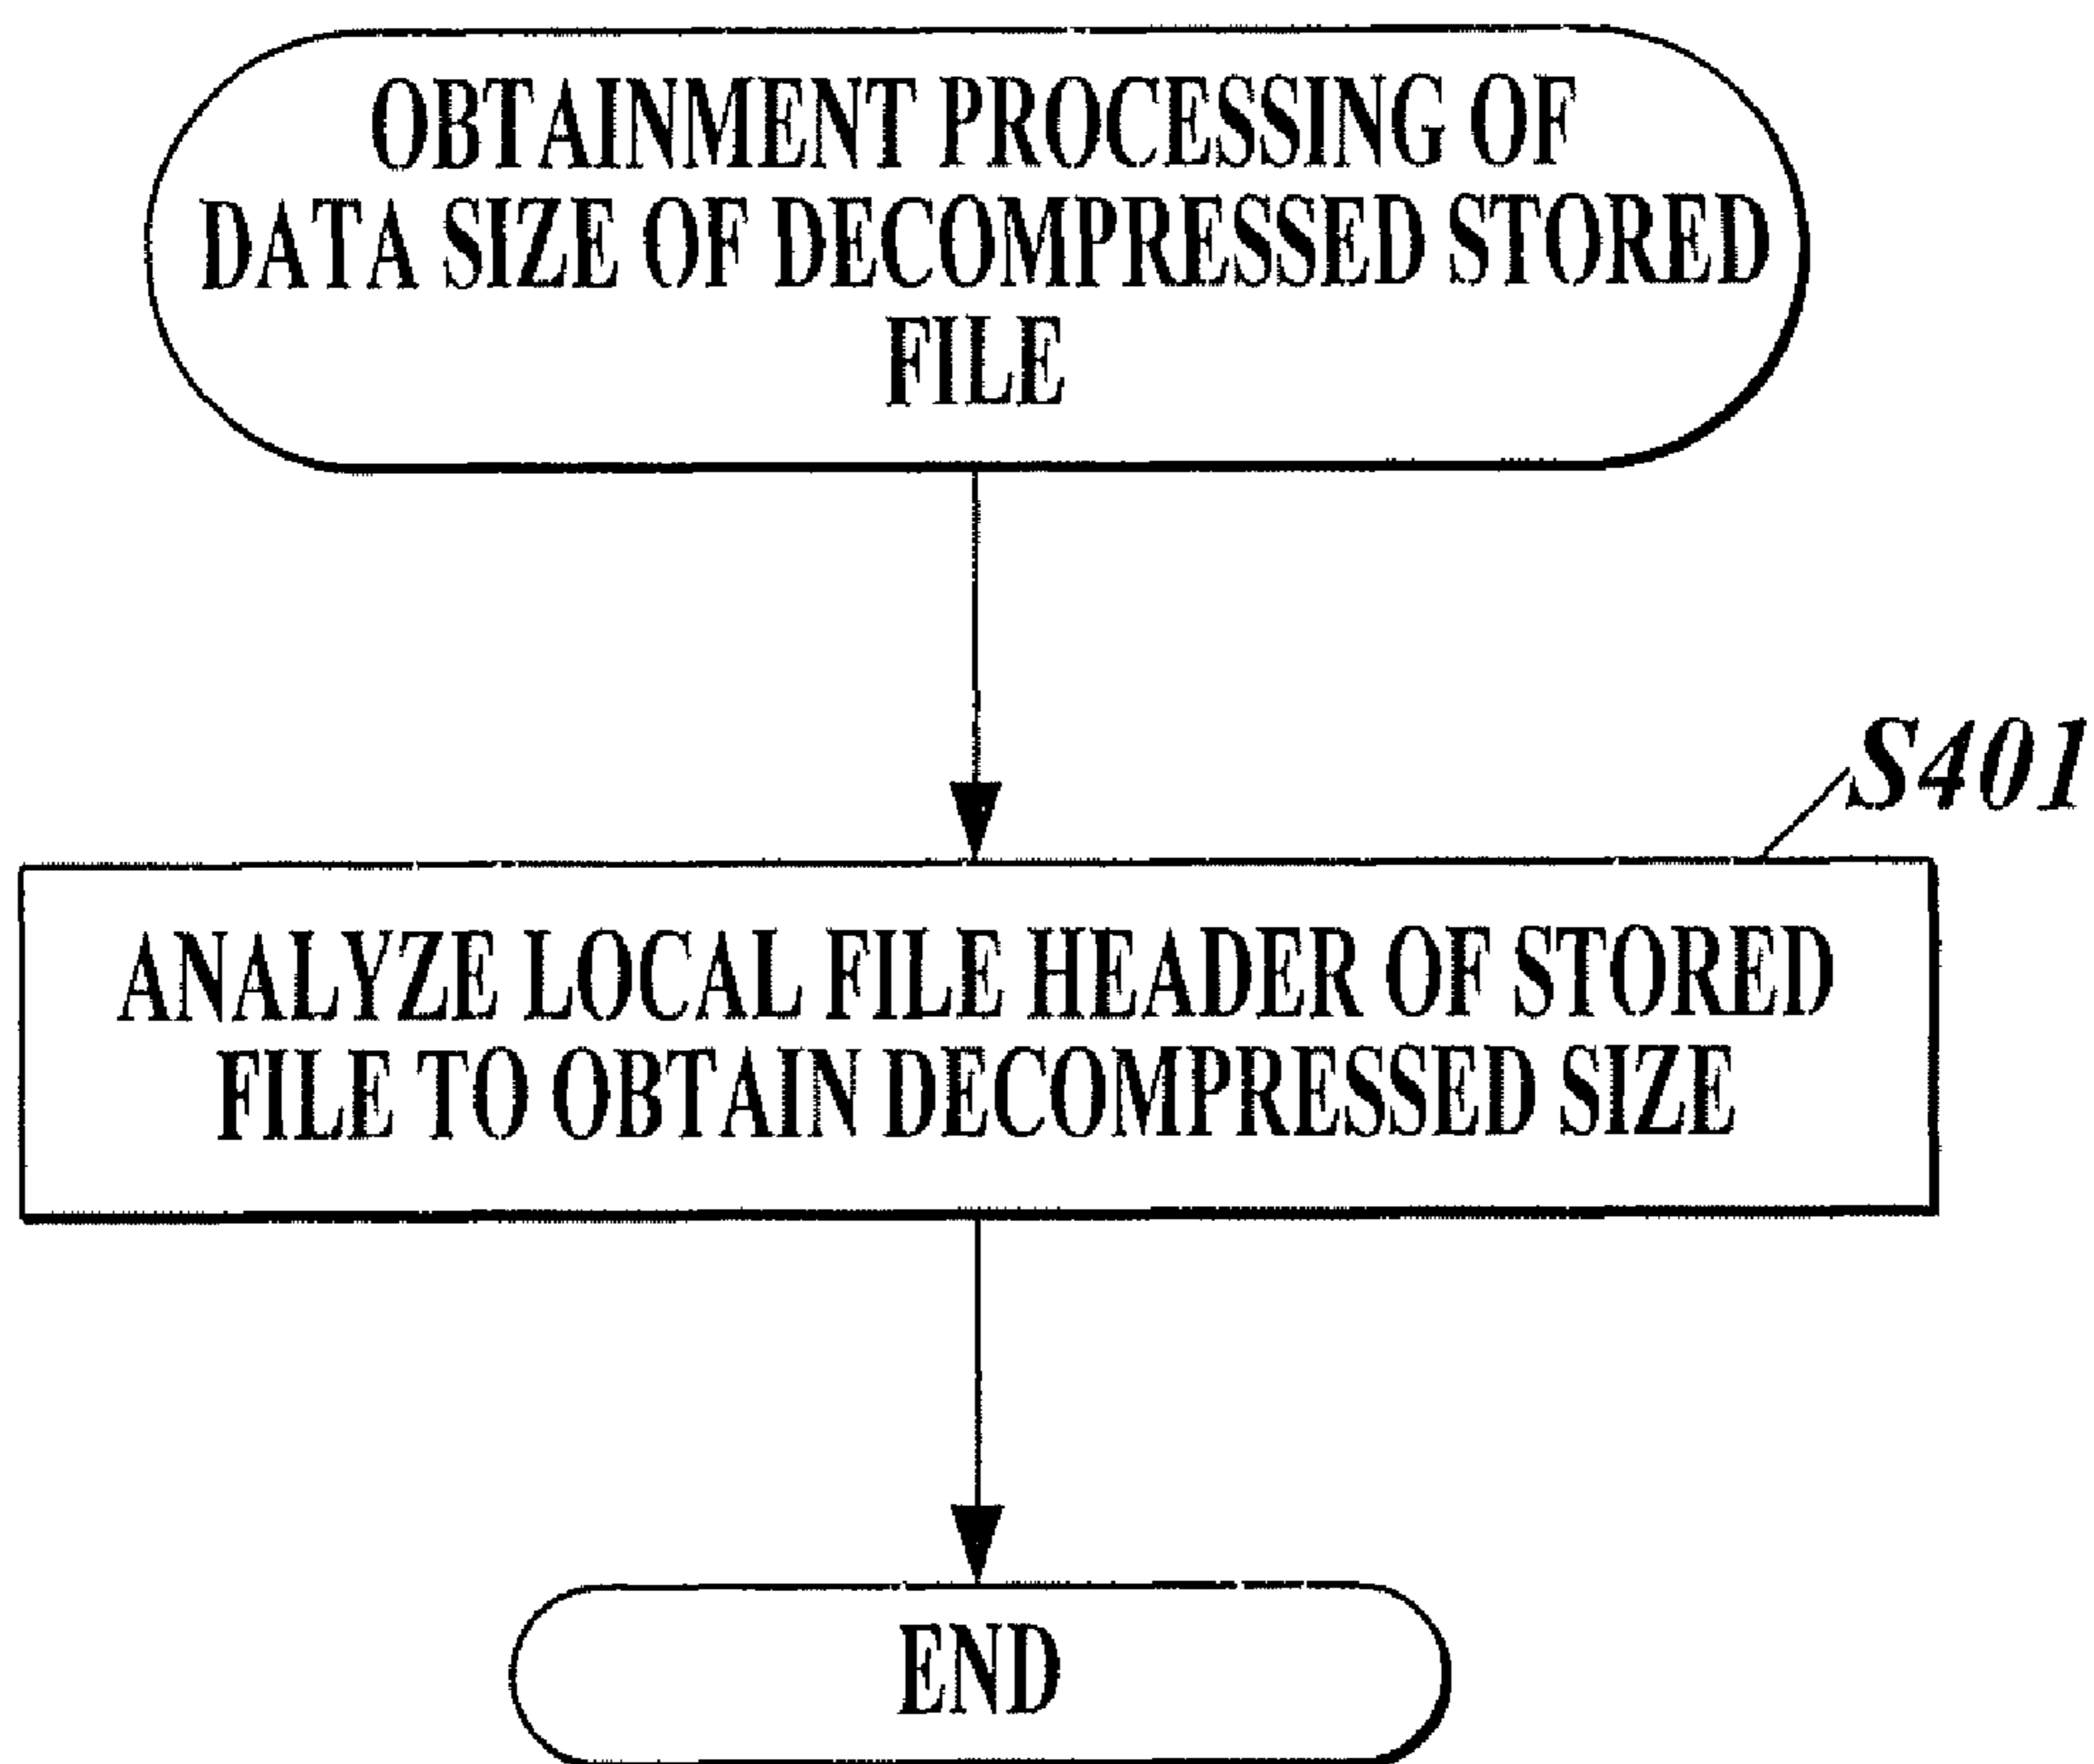 OBTAINMENT PROCESSING OF
DATA SIZE OF DECOMPRESSED STORED
FILE
S401
ANALYZE LOCAL FILE HEADER OF STORED
FILE TO OBTAIN DECOMPRESSED SIZE
END